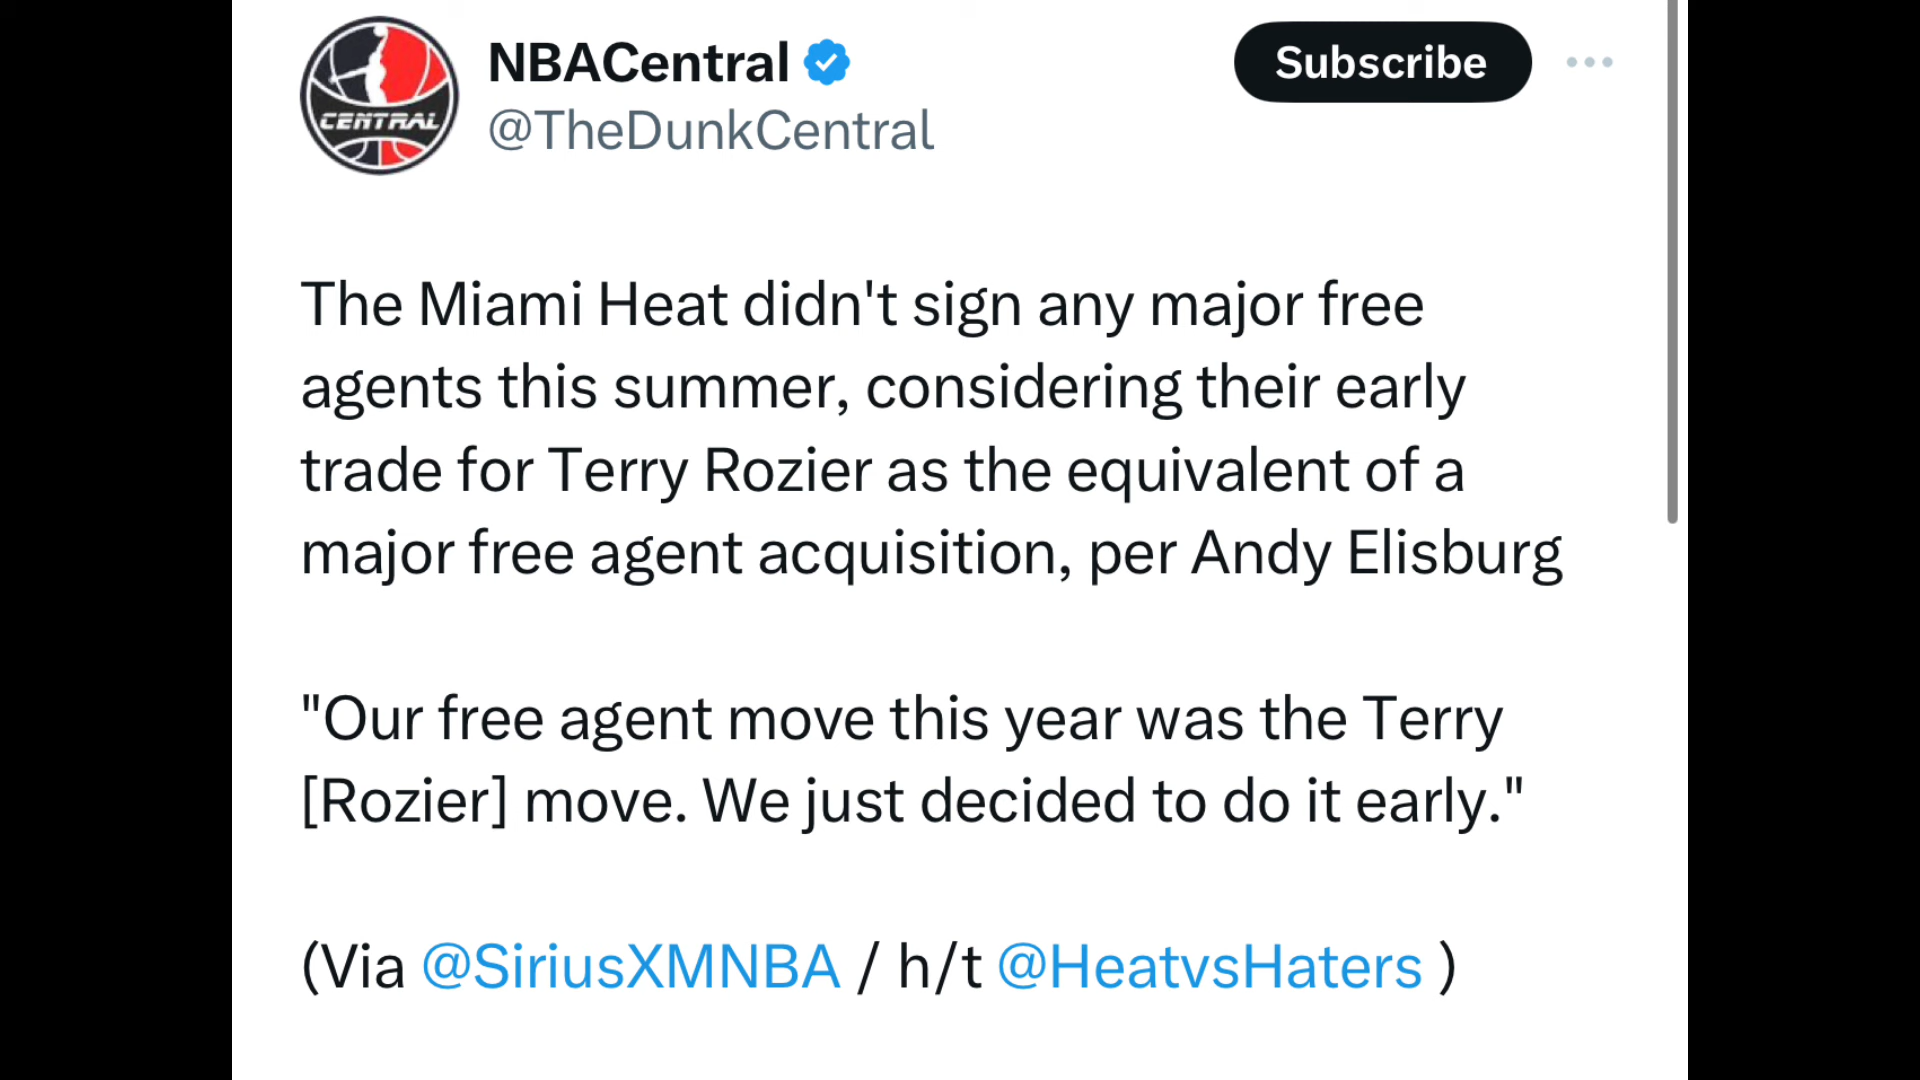 NBACentral
Subscribe
@TheDunkCentral
CENTRAL
The Miami Heat didn't sign any major free
agents this summer, considering their early
trade for Terry Rozier as the equivalent of a
major free agent acquisition, per Andy Elisburg
"Our free agent move this year was the Terry
[Rozier] move. We just decided to do it early."
(Via @SiriusXMNBA / h/t @HeatvsHaters )